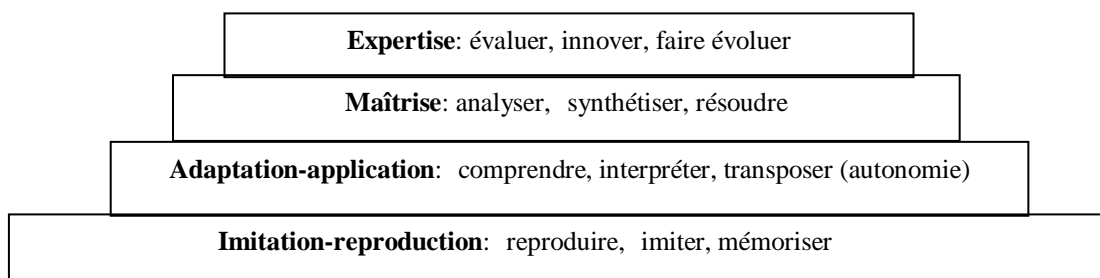 Expertise: évaluer, innover, faire évoluer
Maîtrise: analyser, synthétiser, résoudre
Adaptation-application: comprendre, interpréter, transposer (autonomie)
Imitation-reproduction: reproduire, imiter, mémoriser